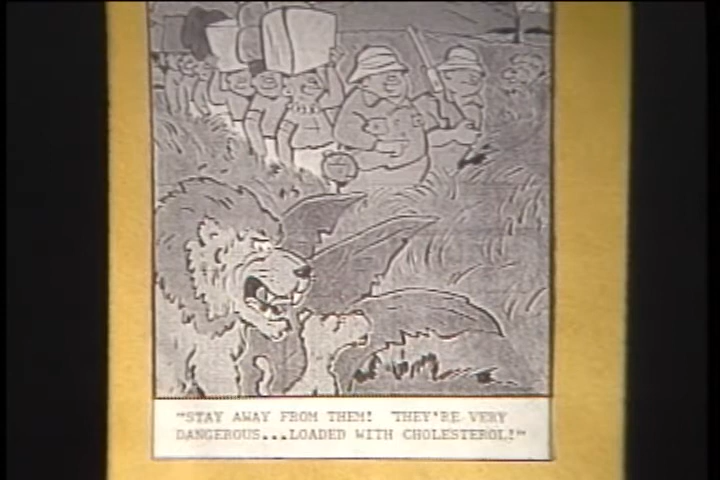 "STAY AWAY FROM THEM!  THEY'RE VERY
DANGEROUS...LOADED WITH CHOLESTEROL!"